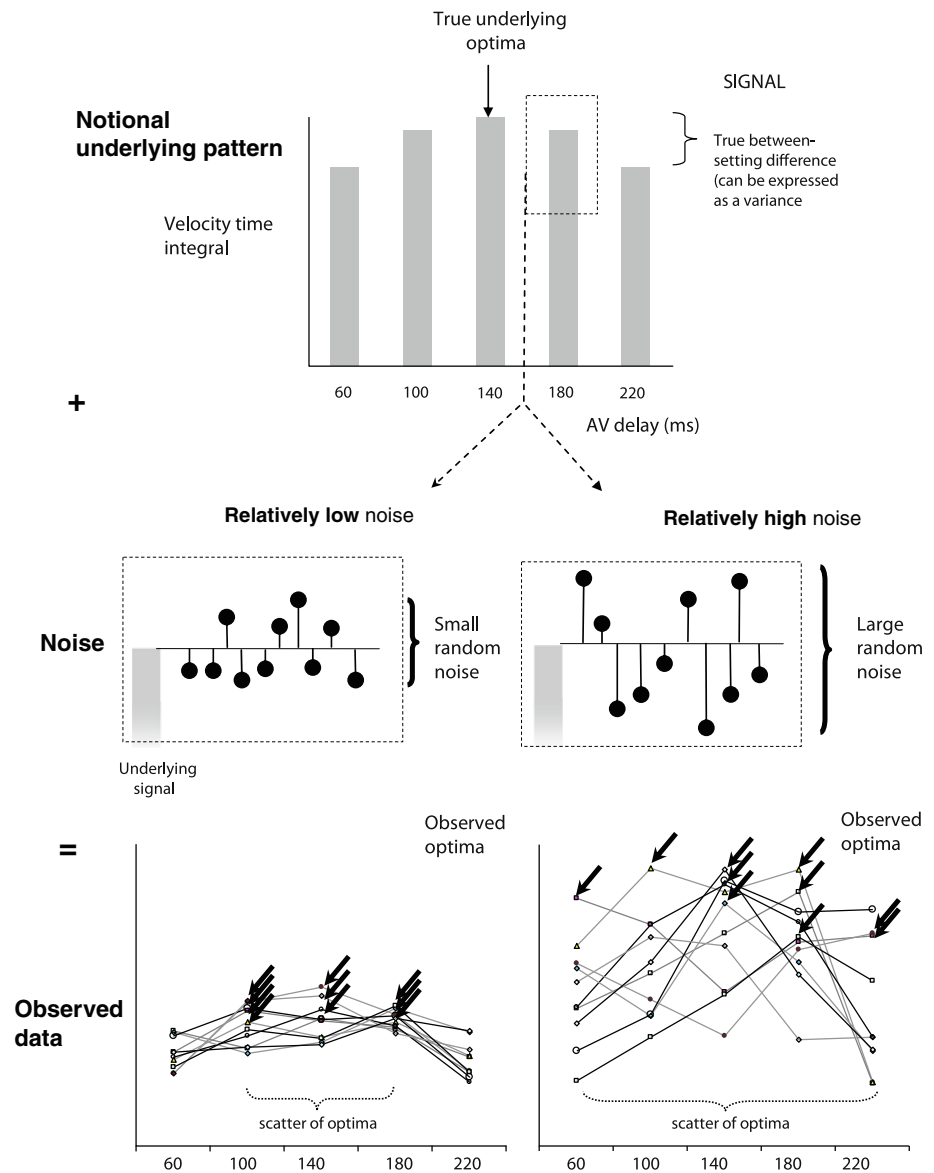 True underlying
optima
SIGNAL
Notional
underlying pattern
True between-
setting difference
(can be expressed
as a variance
Velocity time
integral
60 100 140 180 220
AV delay (ms)
+
Relatively low noise
Relatively high noise
Noise
Small
random
noise
Large
random
noise
Underlying
signal
=
Observed
optima
Observed
optima
Observed
data
scatter of optima
scatter of optima
60 100 140 180 220
60 100 140 180 220